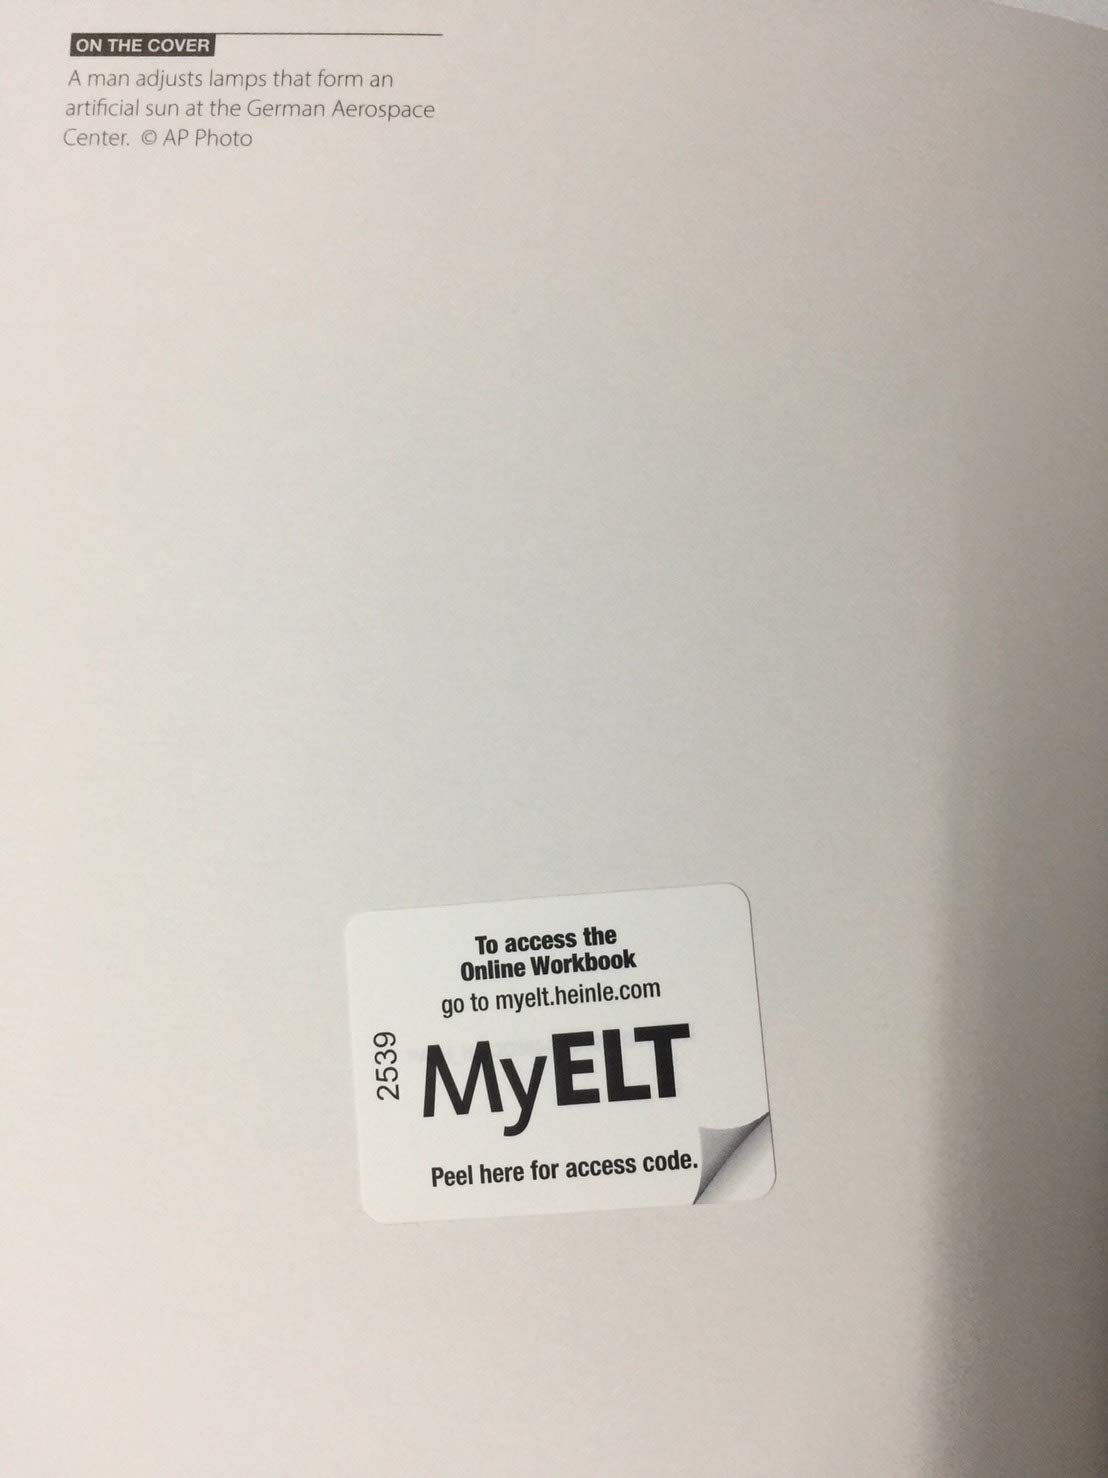 ON THE COVER
A man adjusts lamps that form an
artificial sun at the German Aerospace
Center. © AP Photo
To access the
Online Workbook
go to myelt.heinle.com
2539
MyELT
Peel here for access code.